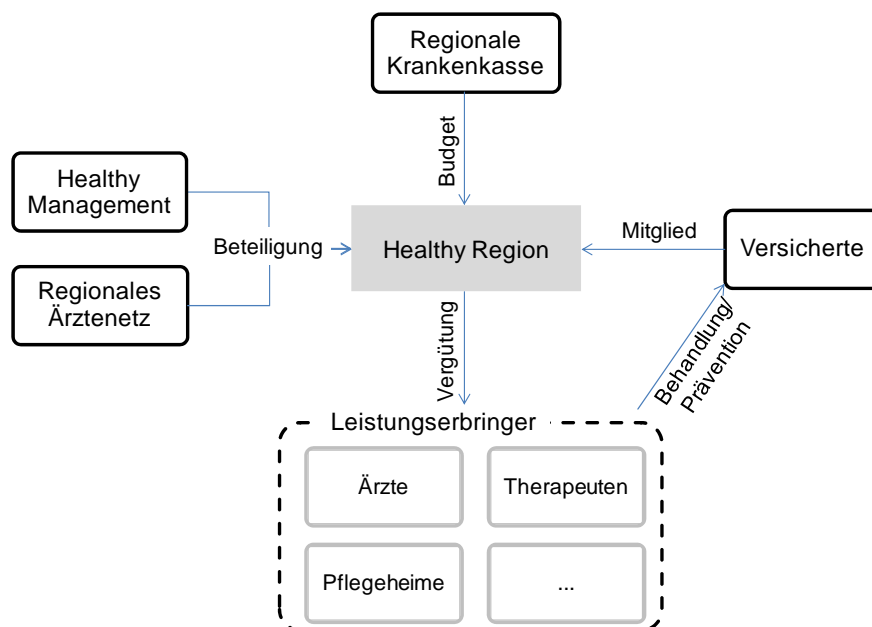 Regionale
Krankenkasse
Budget
Healthy
Management
Beteiligung
Healthy Region
Mitglied
Versicherte
Regionales
Ärztenetz
Vergütung
Behandlung/
Prävention
Leistungserbringer
Ärzte
Therapeuten
Pflegeheime
...